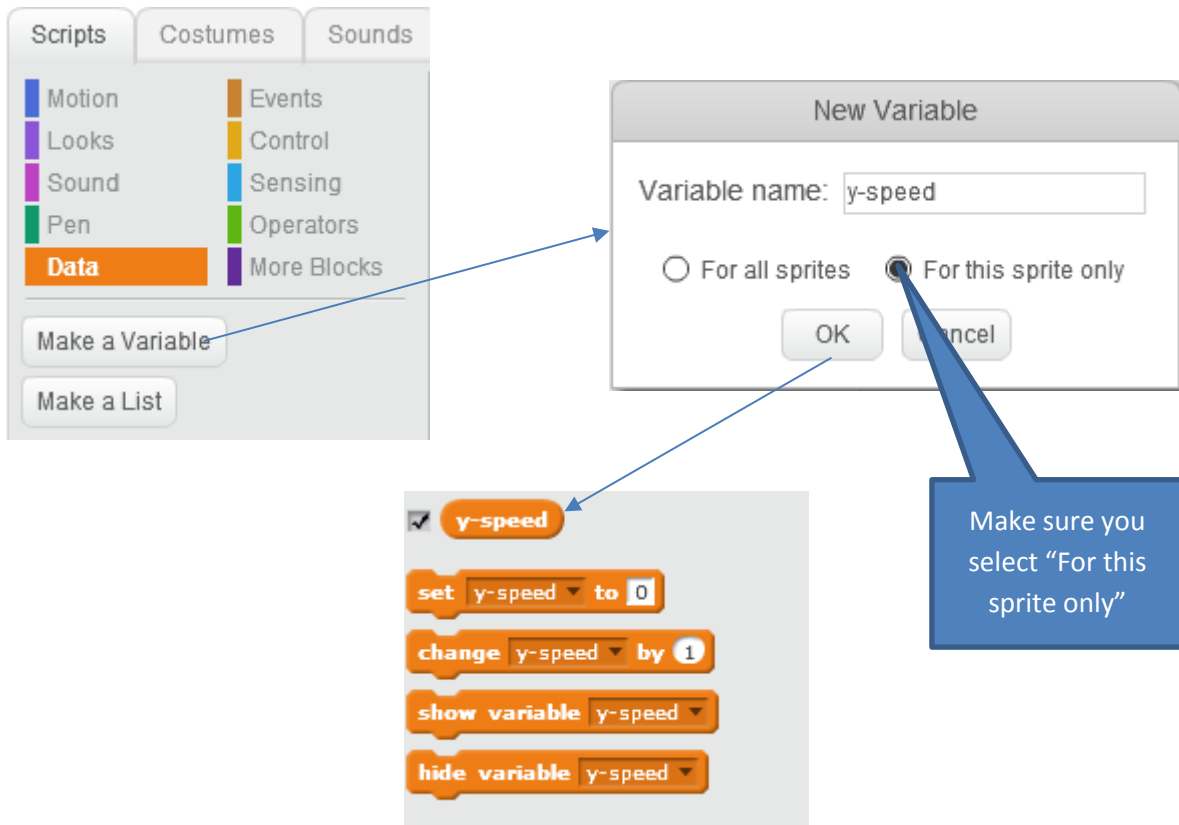 Scripts Costumes Sounds
Motion Events
Looks Control
Sound Sensing
Pen Operators
Data More Blocks
Make a Variable
Make a List
New Variable
Variable name: y-speed
For all sprites For this sprite only
OK Cancel
Make sure you
select “For this
sprite only”
y-speed
set y-speed to 0
change y-speed by 1
show variable y-speed
hide variable y-speed